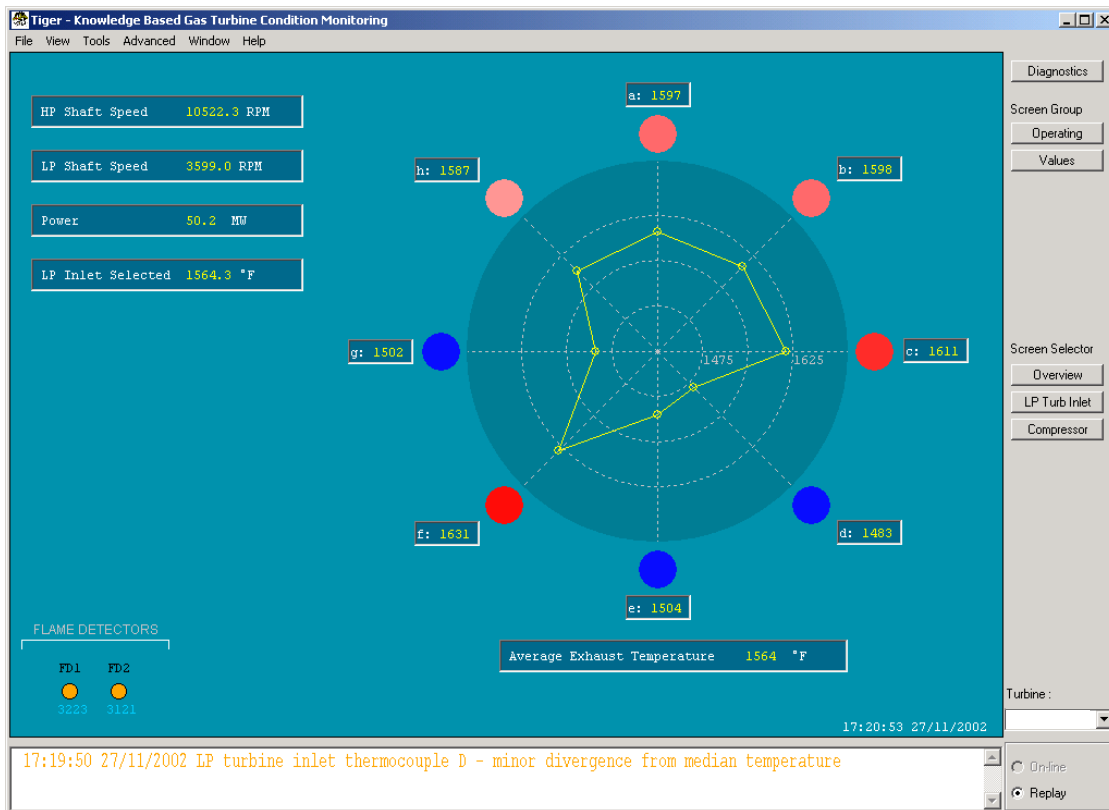 Tiger - Knowledge Based Gas Turbine Condition Monitoring
File View Tools Advanced Window Help
HP Shaft Speed 10522.3 RPM
LP Shaft Speed 3599.0 RPM
Power 50.2 MW
LP Inlet Selected 1564.3 °F
a: 1597
b: 1598
h: 1587
g: 1502
1475
1625
c: 1611
f: 1631
d: 1483
e: 1504
Average Exhaust Temperature 1564 °F
FLAME DETECTORS
FD1 FD2
3223 3121
17:20:53 27/11/2002
Diagnostics
Screen Group
Operating
Values
Screen Selector
Overview
LP Turb Inlet
Compressor
Turbine :
17:19:50 27/11/2002 LP turbine inlet thermocouple D - minor divergence from median temperature
On-line
Replay